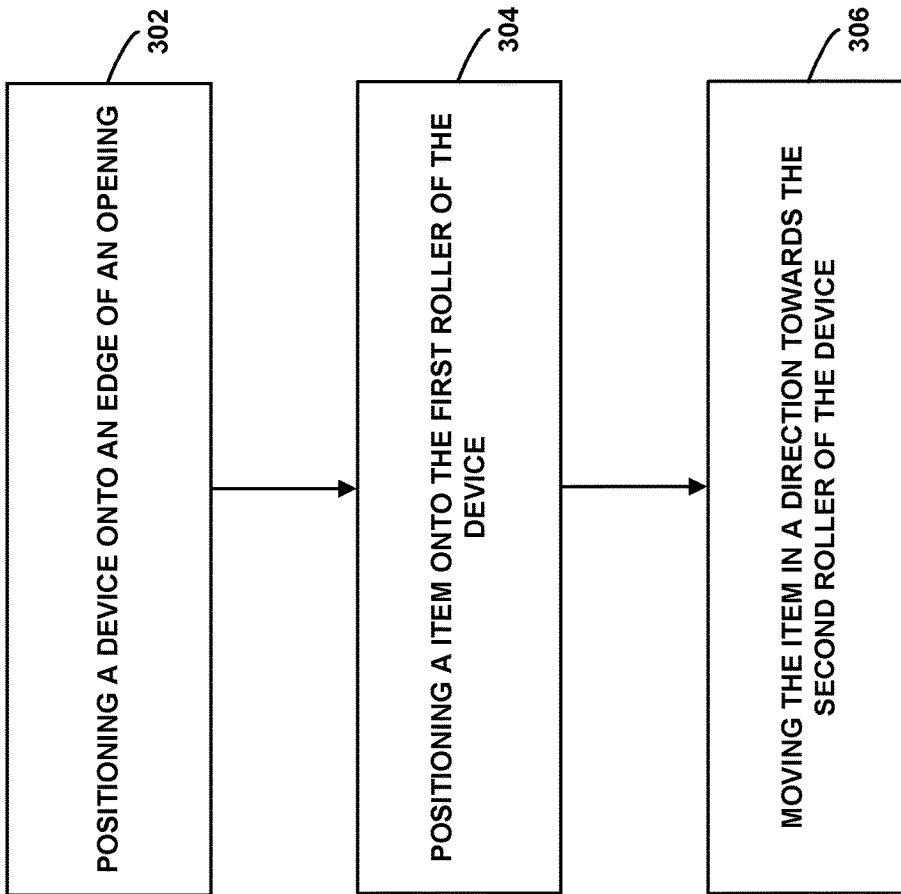 302
POSITIONING A DEVICE ONTO AN EDGE OF AN OPENING
304
POSITIONING A ITEM ONTO THE FIRST ROLLER OF THE
DEVICE
306
MOVING THE ITEM IN A DIRECTION TOWARDS THE
SECOND ROLLER OF THE DEVICE